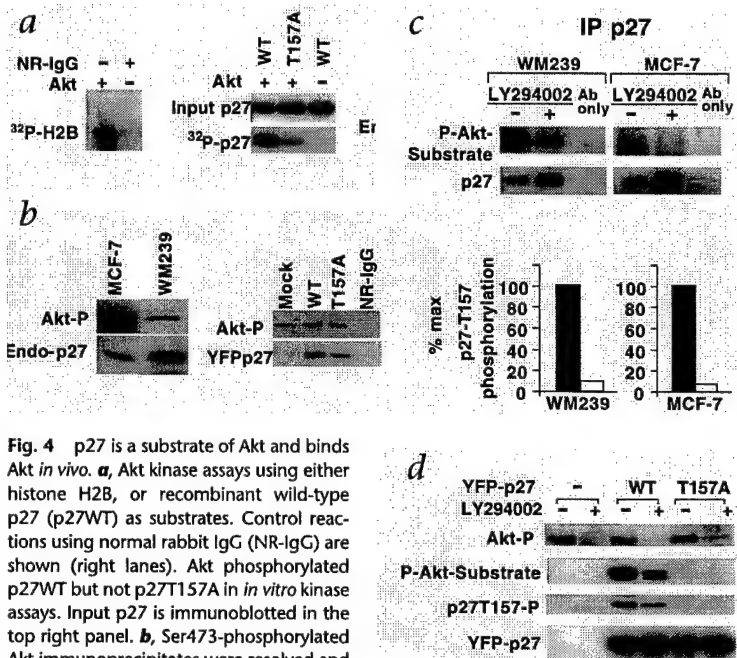 a
NR-IgG – +
Akt + –
³²P-H2B
WT T157A WT
Akt + + –
Input p27
³²P-p27
Er
b
MCF-7 WM239
Akt-P
Endo-p27
Mock WT T157A NR-IgG
Akt-P
YFPp27
c
IP p27
WM239 MCF-7
LY294002 Ab only LY294002 Ab only
– + – +
P-Akt-Substrate
p27
% max p27-T157 phosphorylation
100 100
80 80
60 60
40 40
20 20
0 0
WM239 MCF-7
Fig. 4 p27 is a substrate of Akt and binds
Akt in vivo. a, Akt kinase assays using either
histone H2B, or recombinant wild-type
p27 (p27WT) as substrates. Control reac-
tions using normal rabbit IgG (NR-IgG) are
shown (right lanes). Akt phosphorylated
p27WT but not p27T157A in in vitro kinase
assays. Input p27 is immunoblotted in the
top right panel. b, Ser473-phosphorylated
Akt immunoprecipitates were resolved and
d
YFP-p27 – WT T157A
LY294002 – + – + – +
Akt-P
P-Akt-Substrate
p27T157-P
YFP-p27